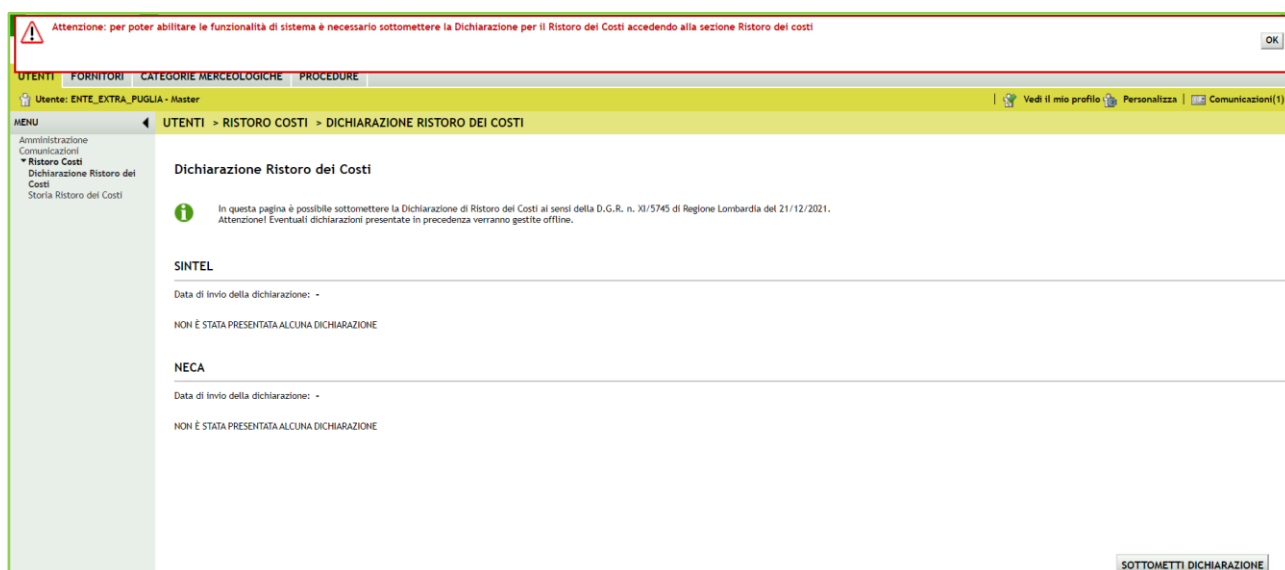 Attenzione: per poter abilitare le funzionalità di sistema è necessario sottomettere la Dichiarazione per il Ristoro dei Costi accedendo alla sezione Ristoro dei costi
OK
UTENTI FORNITORI CATEGORIE MERCEOLOGICHE PROCEDURE
Utente: ENTE_EXTRA_PUGLIA - Master
Vedi il mio profilo Personalizza Comunicazioni(1)
MENU
UTENTI > RISTORO COSTI > DICHIARAZIONE RISTORO DEI COSTI
Amministrazione
Comunicazioni
Ristoro Costi
Dichiarazione Ristoro dei
Costi
Storia Ristoro dei Costi
Dichiarazione Ristoro dei Costi
In questa pagina è possibile sottomettere la Dichiarazione di Ristoro dei Costi ai sensi della D.G.R. n. XI/5745 di Regione Lombardia del 21/12/2021.
Attenzione! Eventuali dichiarazioni presentate in precedenza verranno gestite offline.
SINTEL
Data di invio della dichiarazione: -
NON È STATA PRESENTATA ALCUNA DICHIARAZIONE
NECA
Data di invio della dichiarazione: -
NON È STATA PRESENTATA ALCUNA DICHIARAZIONE
SOTTOMETTI DICHIARAZIONE